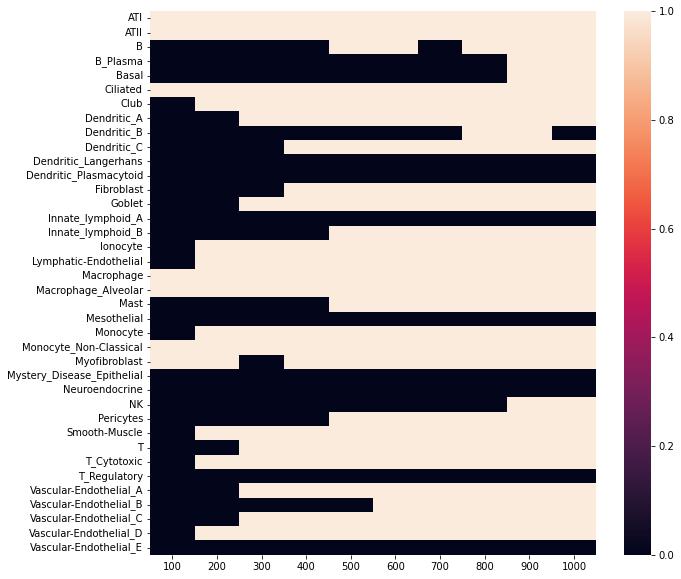 ATI
ATII
B
B_Plasma
Basal
Ciliated
Club
Dendritic_A
Dendritic_B
Dendritic_C
Dendritic_Langerhans
Dendritic_Plasmacytoid
Fibroblast
Goblet
Innate_lymphoid_A
Innate_lymphoid_B
Ionocyte
Lymphatic-Endothelial
Macrophage
Macrophage_Alveolar
Mast
Mesothelial
Monocyte
Monocyte_Non-Classical
Myofibroblast
Mystery_Disease_Epithelial
Neuroendocrine
NK
Pericytes
Smooth-Muscle
T
T_Cytotoxic
T_Regulatory
Vascular-Endothelial_A
Vascular-Endothelial_B
Vascular-Endothelial_C
Vascular-Endothelial_D
Vascular-Endothelial_E
100 200 300 400 500 600 700 800 900 1000
1.0
0.8
0.6
0.4
0.2
0.0